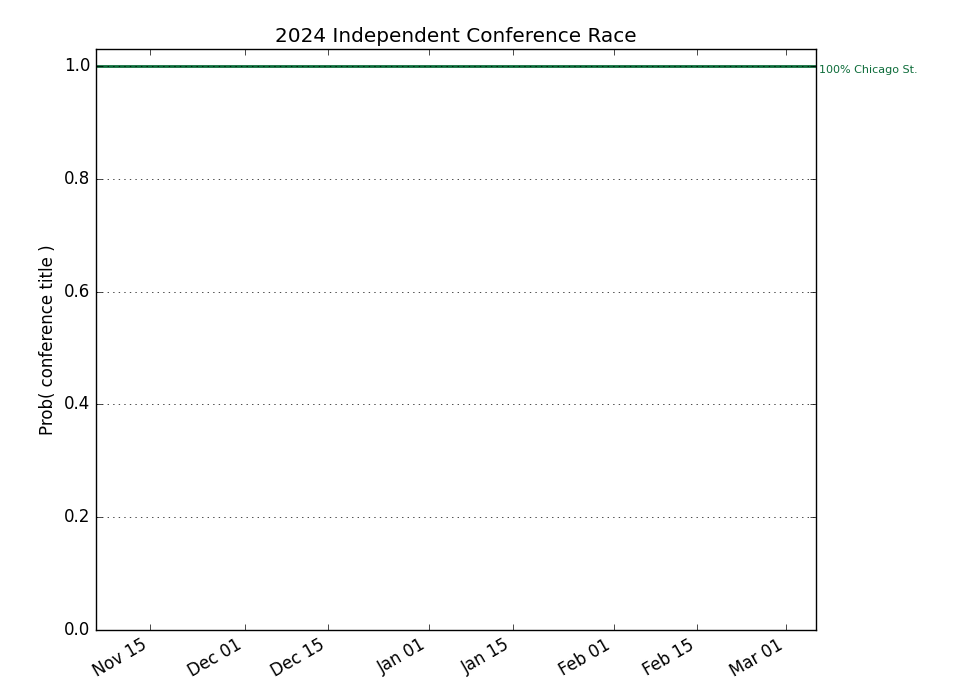 2024 Independent Conference Race
1.0
100% Chicago St.
0.8
0.6
0.4
0.2
0.0
Prob( conference title )
Nov 15
Dec 01
Dec 15
Jan 01
Jan 15
Feb 01
Feb 15
Mar 01